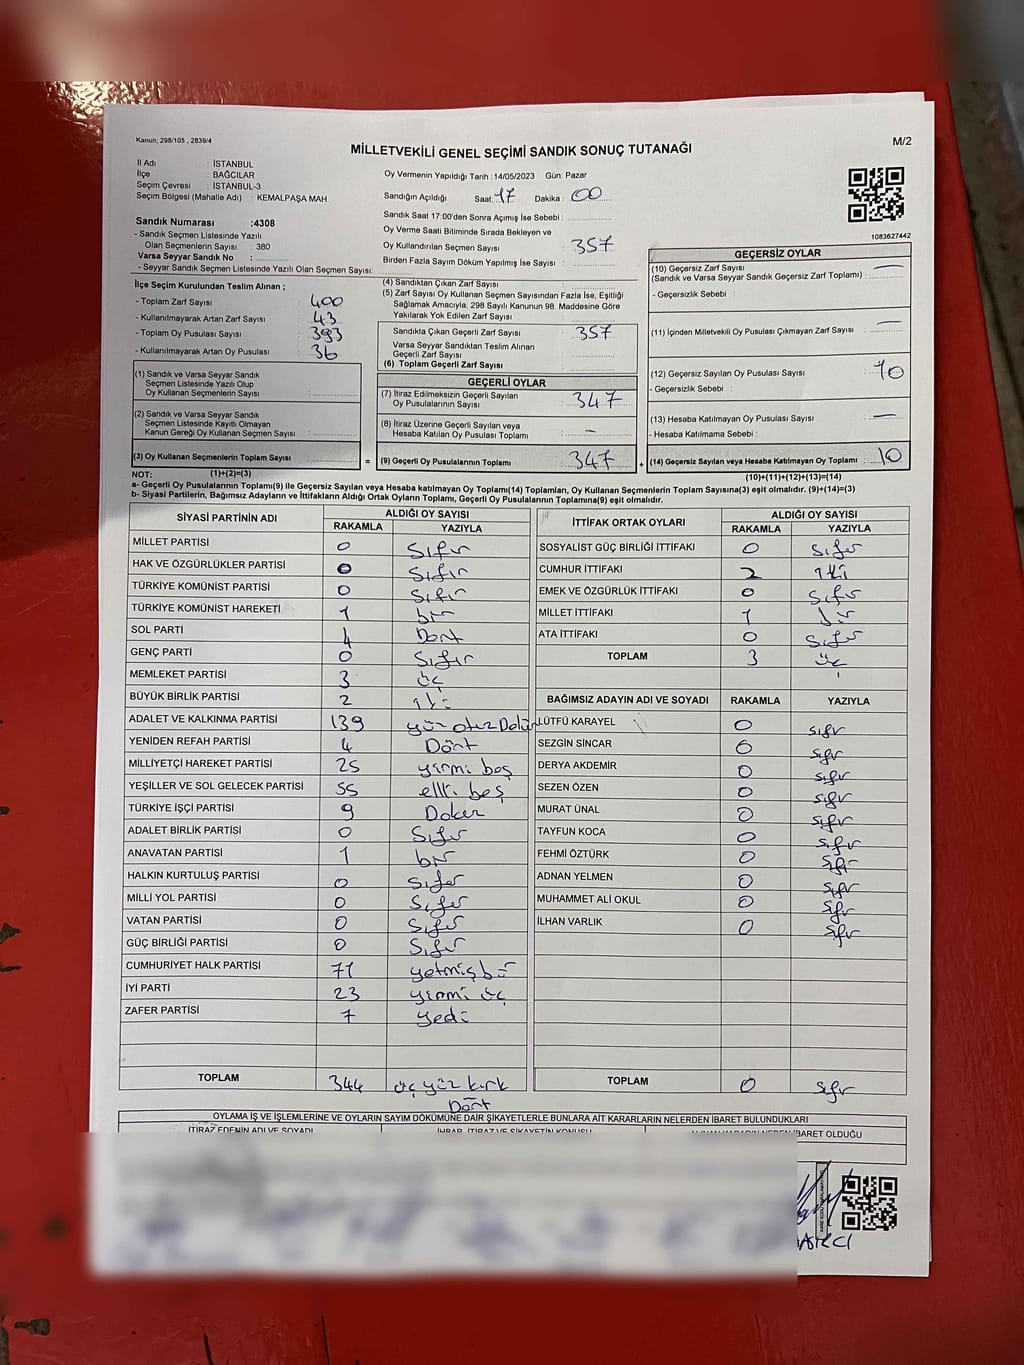 Kanun; 298/105 , 2839/4
M/2
MİLLETVEKİLİ GENEL SEÇİMİ SANDIK SONUÇ TUTANAĞI
İl Adı : İSTANBUL
İlçe : BAĞCILAR
Seçim Çevresi : İSTANBUL-3
Seçim Bölgesi (Mahalle Adı) : KEMALPAŞA MAH
Sandık Numarası :4308
- Sandık Seçmen Listesinde Yazılı
Olan Seçmenlerin Sayısı : 380
Varsa Seyyar Sandık No :
- Seyyar Sandık Seçmen Listesinde Yazılı Olan Seçmen Sayısı:
Oy Vermenin Yapıldığı Tarih :14/05/2023 Gün: Pazar
Sandığın Açıldığı Saat: 17 Dakika : 00
Sandık Saat 17:00'den Sonra Açımış İse Sebebi :
Oy Verme Saati Bitiminde Sırada Bekleyen ve
Oy Kullandırılan Seçmen Sayısı : 357
Birden Fazla Sayım Döküm Yapılmış İse Sayısı :
1083627442
İlçe Seçim Kurulundan Teslim Alınan ;
- Toplam Zarf Sayısı : 400
- Kullanılmayarak Artan Zarf Sayısı : 43
- Toplam Oy Pusulası : 393
- Kullanılmayarak Artan Oy Pusulası : 36
(1) Sandık ve Varsa Seyyar Sandık
Seçmen Listesinde Yazılı Olup
Oy Kullanan Seçmenlerin Sayısı :
(2) Sandık ve Varsa Seyyar Sandık
Seçmen Listesinde Kayıtlı Olmayan
Kanun Gereği Oy Kullanan Seçmen Sayısı :
(3) Oy Kullanan Seçmenlerin Toplam Sayısı :
(1)+(2)=(3)
(4) Sandıktan Çıkan Zarf Sayısı :
(5) Zarf Sayısı Oy Kullanan Seçmen Sayısından Fazla İse, Eşitliği
Sağlamak Amacıyla, 298 Sayılı Kanunun 98. Maddesine Göre
Yakılarak Yok Edilen Zarf Sayısı :
Sandıkta Çıkan Geçerli Zarf Sayısı : 357
Varsa Seyyar Sandıktan Teslim Alınan
Geçerli Zarf Sayısı :
(6) Toplam Geçerli Zarf Sayısı :
GEÇERLİ OYLAR
(7) İtiraz Edilmeksizin Geçerli Sayılan
Oy Pusulalarının Sayısı : 347
(8) İtiraz Üzerine Geçerli Sayılan veya
Hesaba Katılan Oy Pusulası Toplamı : -
= (9) Geçerli Oy Pusulalarının Toplamı : 347
GEÇERSİZ OYLAR
(10) Geçersiz Zarf Sayısı : -
(Sandık ve Varsa Seyyar Sandık Geçersiz Zarf Toplamı)
- Geçersizlik Sebebi :
(11) İçinden Milletvekili Oy Pusulası Çıkmayan Zarf Sayısı : -
(12) Geçersiz Sayılan Oy Pusulası Sayısı : 10
- Geçersizlik Sebebi :
(13) Hesaba Katılmayan Oy Pusulası Sayısı : -
- Hesaba Katılmama Sebebi :
+ (14) Geçersiz Sayılan veya Hesaba Katılmayan Oy Toplamı : 10
(10)+(11)+(12)+(13)=(14)
NOT:
a- Geçerli Oy Pusulalarının Toplamı(9) ile Geçersiz Sayılan veya Hesaba katılmayan Oy Toplamı(14) Toplamları, Oy Kullanan Seçmenlerin Toplam Sayısına(3) eşit olmalıdır. (9)+(14)=(3)
b- Siyasi Partilerin, Bağımsız Adayların ve İttifakların Aldığı Ortak Oyların Toplamı, Geçerli Oy Pusulalarının Toplamına(9) eşit olmalıdır.
SİYASİ PARTİNİN ADI ALDIĞI OY SAYISI
RAKAMLA YAZIYLA
MİLLET PARTİSİ 0 Sıfır
HAK VE ÖZGÜRLÜKLER PARTİSİ 0 Sıfır
TÜRKİYE KOMÜNİST PARTİSİ 0 Sıfır
TÜRKİYE KOMÜNİST HAREKETİ 1 bir
SOL PARTİ 4 Dört
GENÇ PARTİ 0 Sıfır
MEMLEKET PARTİSİ 3 üç
BÜYÜK BİRLİK PARTİSİ 2 iki
ADALET VE KALKINMA PARTİSİ 139 yüz otuz
YENİDEN REFAH PARTİSİ 4 Dört
MİLLİYETÇİ HAREKET PARTİSİ 25 yirmi beş
YEŞİLLER VE SOL GELECEK PARTİSİ 55 elli beş
TÜRKİYE İŞÇİ PARTİSİ 9 Dokuz
ADALET BİRLİK PARTİSİ 0 Sıfır
ANAVATAN PARTİSİ 1 bir
HALKIN KURTULUŞ PARTİSİ 0 Sıfır
MİLLİ YOL PARTİSİ 0 Sıfır
VATAN PARTİSİ 0 Sıfır
GÜÇ BİRLİĞİ PARTİSİ 0 Sıfır
CUMHURİYET HALK PARTİSİ 71 yetmiş bir
İYİ PARTİ 23 yirmi üç
ZAFER PARTİSİ 7 yedi
TOPLAM 344 üç yüz kırk
Dört
İTTİFAK ORTAK OYLARI ALDIĞI OY SAYISI
RAKAMLA YAZIYLA
SOSYALİST GÜÇ BİRLİĞİ İTTİFAKI 0 Sıfır
CUMHUR İTTİFAKI 2 iki
EMEK VE ÖZGÜRLÜK İTTİFAKI 0 Sıfır
MİLLET İTTİFAKI 1 bir
ATA İTTİFAKI 0 Sıfır
TOPLAM 3 üç
BAĞIMSIZ ADAYIN ADI VE SOYADI RAKAMLA YAZIYLA
LÜTFÜ KARAYEL 0 sıfır
SEZGİN SİNCAR 0 sıfır
DERYA AKDEMİR 0 sıfır
SEZEN ÖZEN 0 sıfır
MURAT ÜNAL 0 sıfır
TAYFUN KOCA 0 sıfır
FEHMİ ÖZTÜRK 0 sıfır
ADNAN YELMEN 0 sıfır
MUHAMMET ALİ OKUL 0 sıfır
İLHAN VARLIK 0 sıfır
TOPLAM 0 sıfır
OYLAMA İŞ VE İŞLEMLERİNE VE OYLARIN SAYIM DÖKÜMÜNE DAİR ŞİKAYETLERLE BUNLARA AİT KARARLARIN NELERDEN İBARET BULUNDUKLARI
İTİRAZ EDENİN ADI VE SOYADI İHBAR, İTİRAZ VE ŞİKAYETİN KONUSU İBARET OLDUĞU